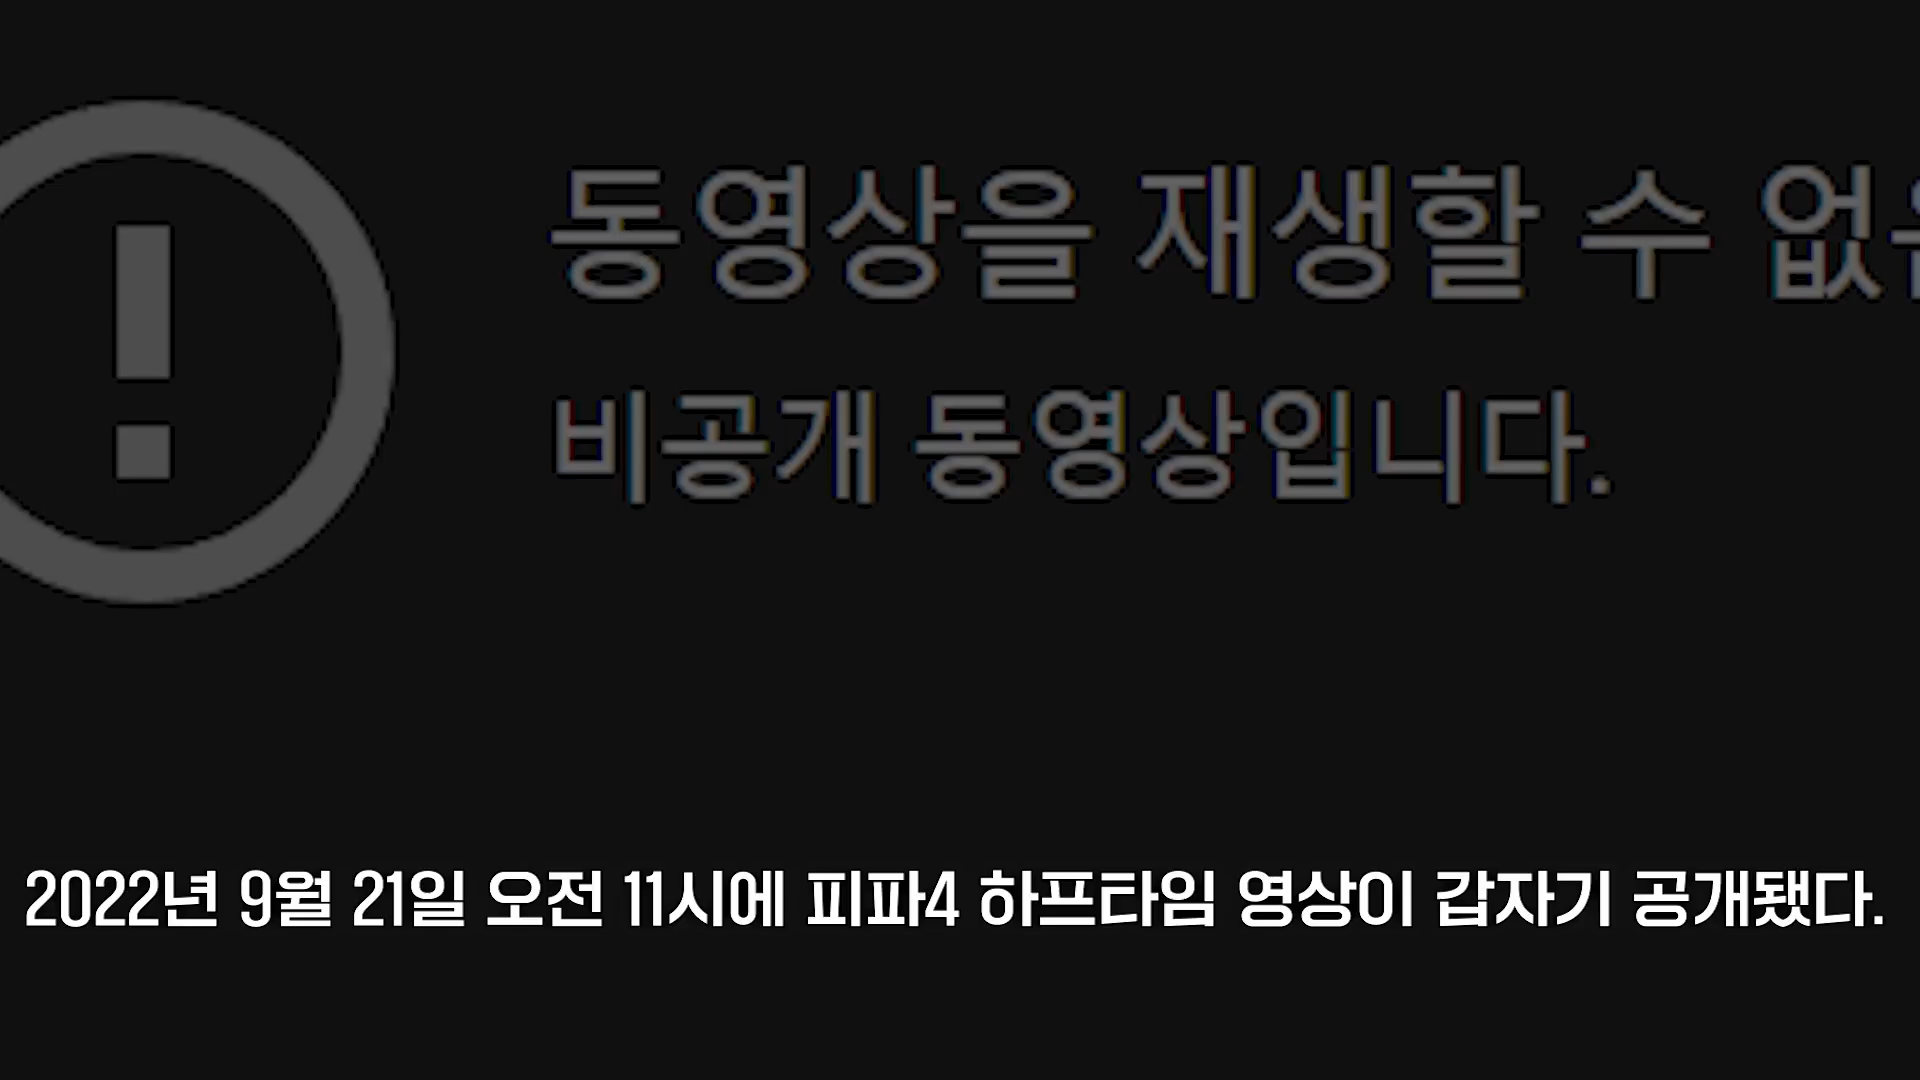 동영상을 재생할 수 없
비공개 동영상입니다.
2022년 9월 21일 오전 11시에 피파4 하프타임 영상이 갑자기 공개됐다.